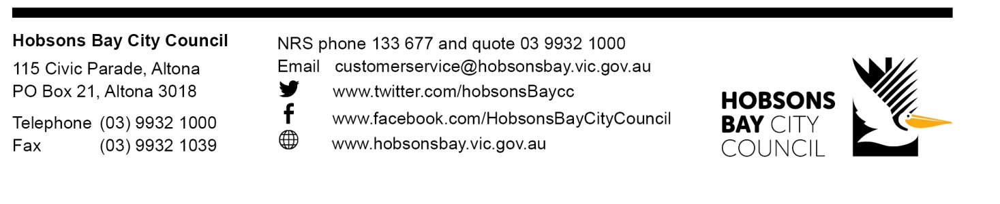 Hobsons Bay City Council
115 Civic Parade, Altona
PO Box 21, Altona 3018
Telephone (03) 9932 1000
Fax (03) 9932 1039
NRS phone 133 677 and quote 03 9932 1000
Email customerservice@hobsonsbay.vic.gov.au
www.twitter.com/hobsonsBaycc
www.facebook.com/HobsonsBayCityCouncil
www.hobsonsbay.vic.gov.au
HOBSONS
BAY CITY
COUNCIL